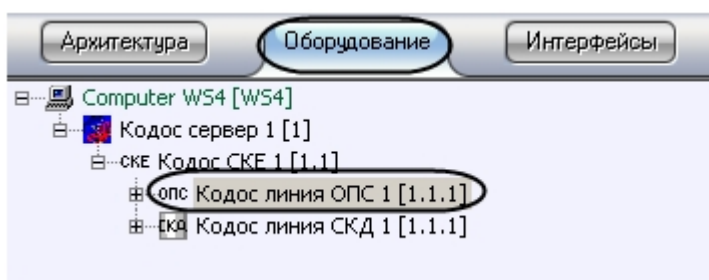 Архитектура Оборудование Интерфейсы
Computer WS4 [WS4]
Кодос сервер 1 [1]
СКЕ Кодос СКЕ 1 [1.1]
ОПС Кодос линия ОПС 1 [1.1.1]
СКД Кодос линия СКД 1 [1.1.1]